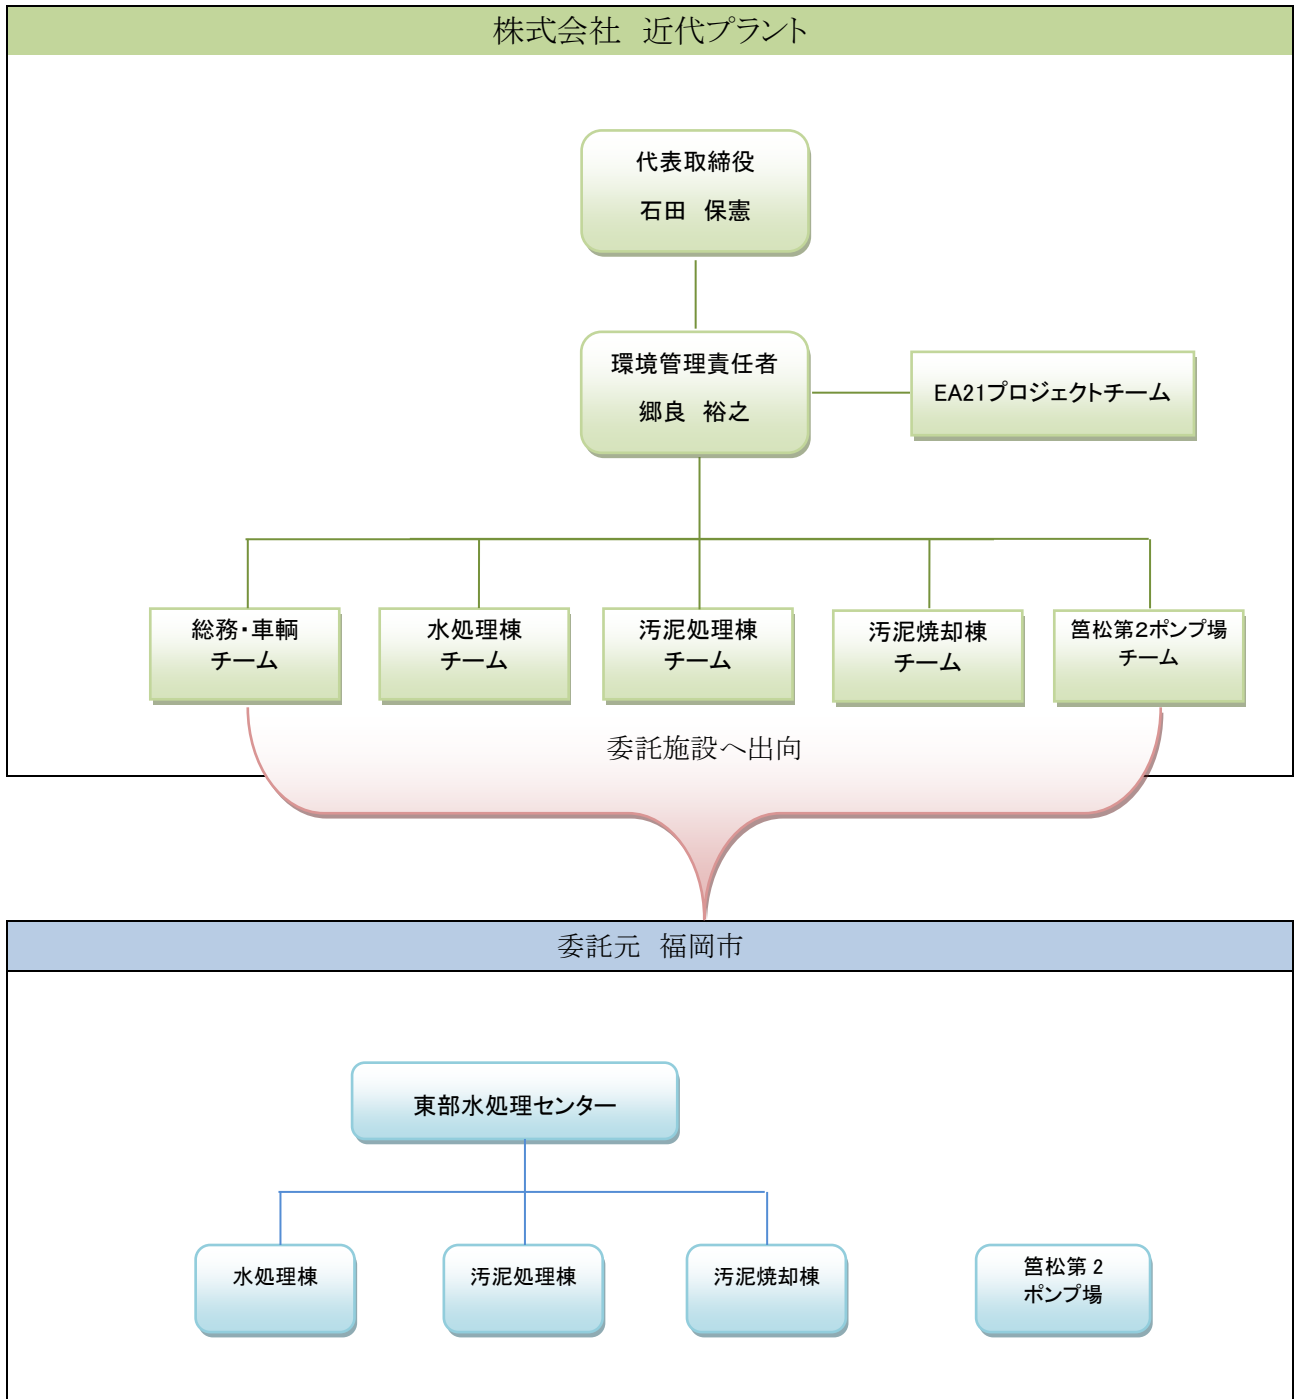 株式会社　近代プラント
代表取締役
石田　保憲
環境管理責任者
郷良　裕之
EA21プロジェクトチーム
総務・車輌
チーム
水処理棟
チーム
汚泥処理棟
チーム
汚泥焼却棟
チーム
筥松第２ポンプ場
チーム
委託施設へ出向
委託元　福岡市
東部水処理センター
水処理棟
汚泥処理棟
汚泥焼却棟
筥松第 2
ポンプ場